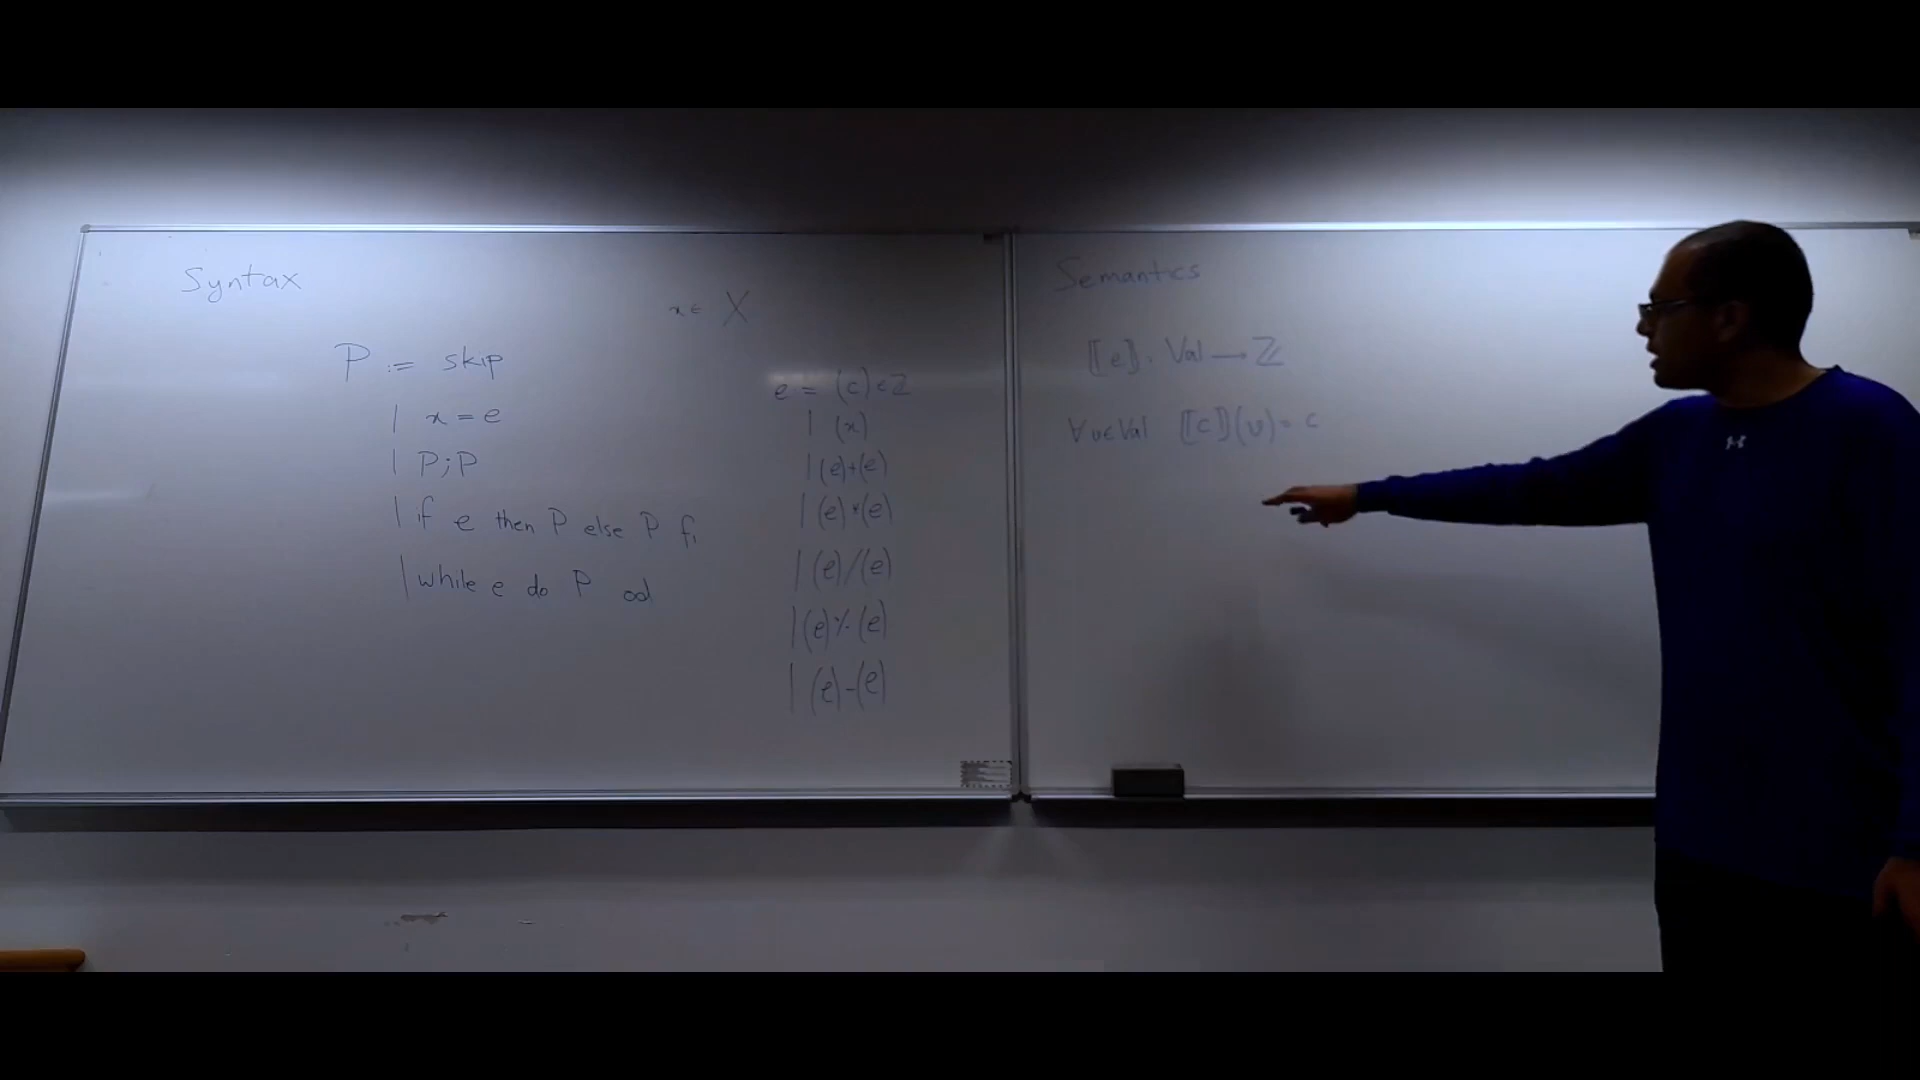 Syntax
x ∈ X
P := skip
| x = e
| P;P
| if e then P else P fi
| while e do P od
e := (c) ∈ ℤ
| (x)
| (e)+(e)
| (e)*(e)
| (e)/(e)
| (e)%(e)
| (e)-(e)
Semantics
⟦e⟧: Val → ℤ
∀v∈Val ⟦c⟧(v) = c